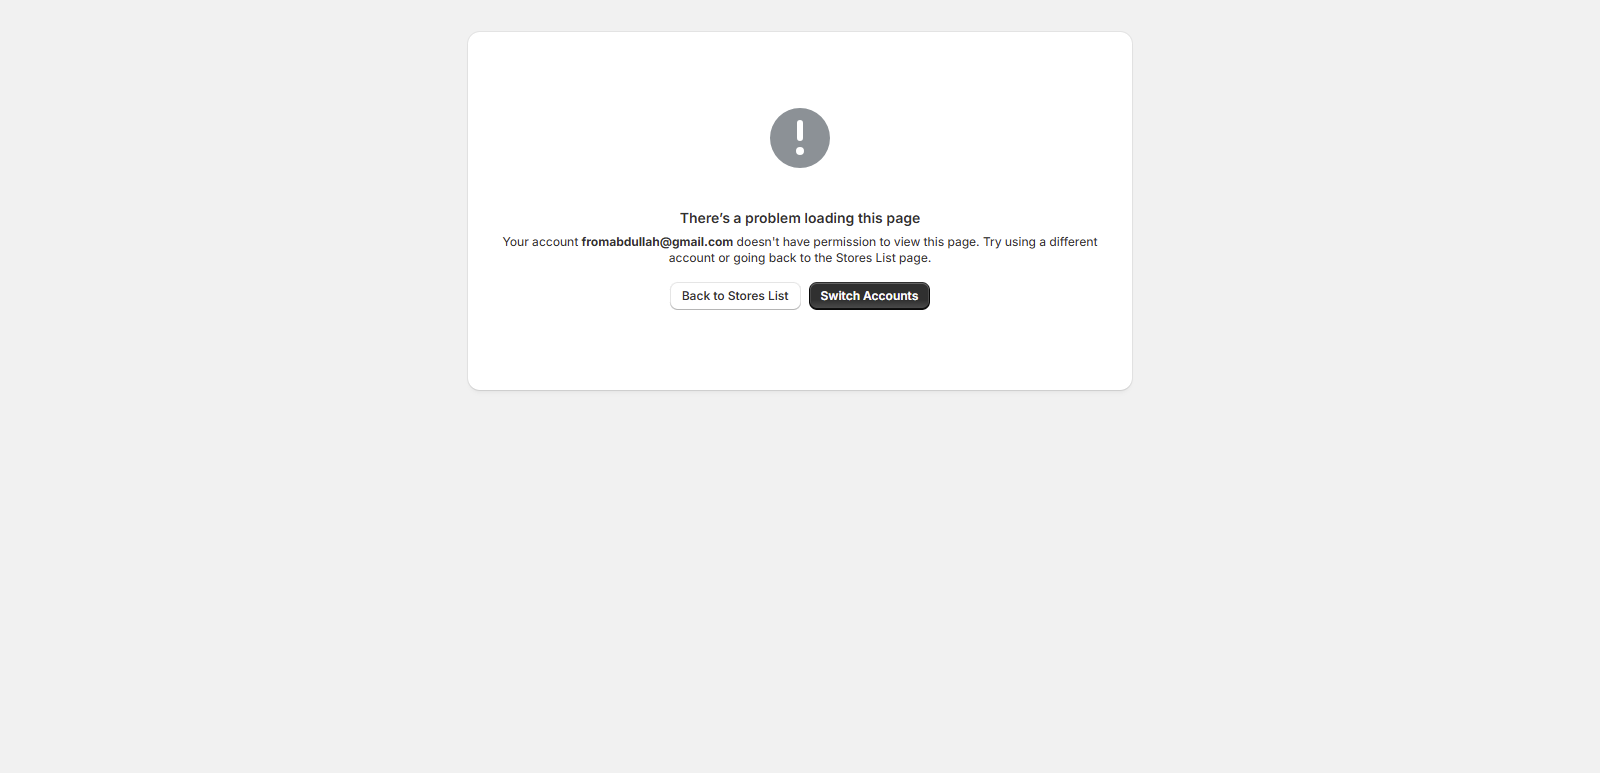 There’s a problem loading this page
Your account fromabdullah@gmail.com doesn't have permission to view this page. Try using a different
account or going back to the Stores List page.
Back to Stores List
Switch Accounts